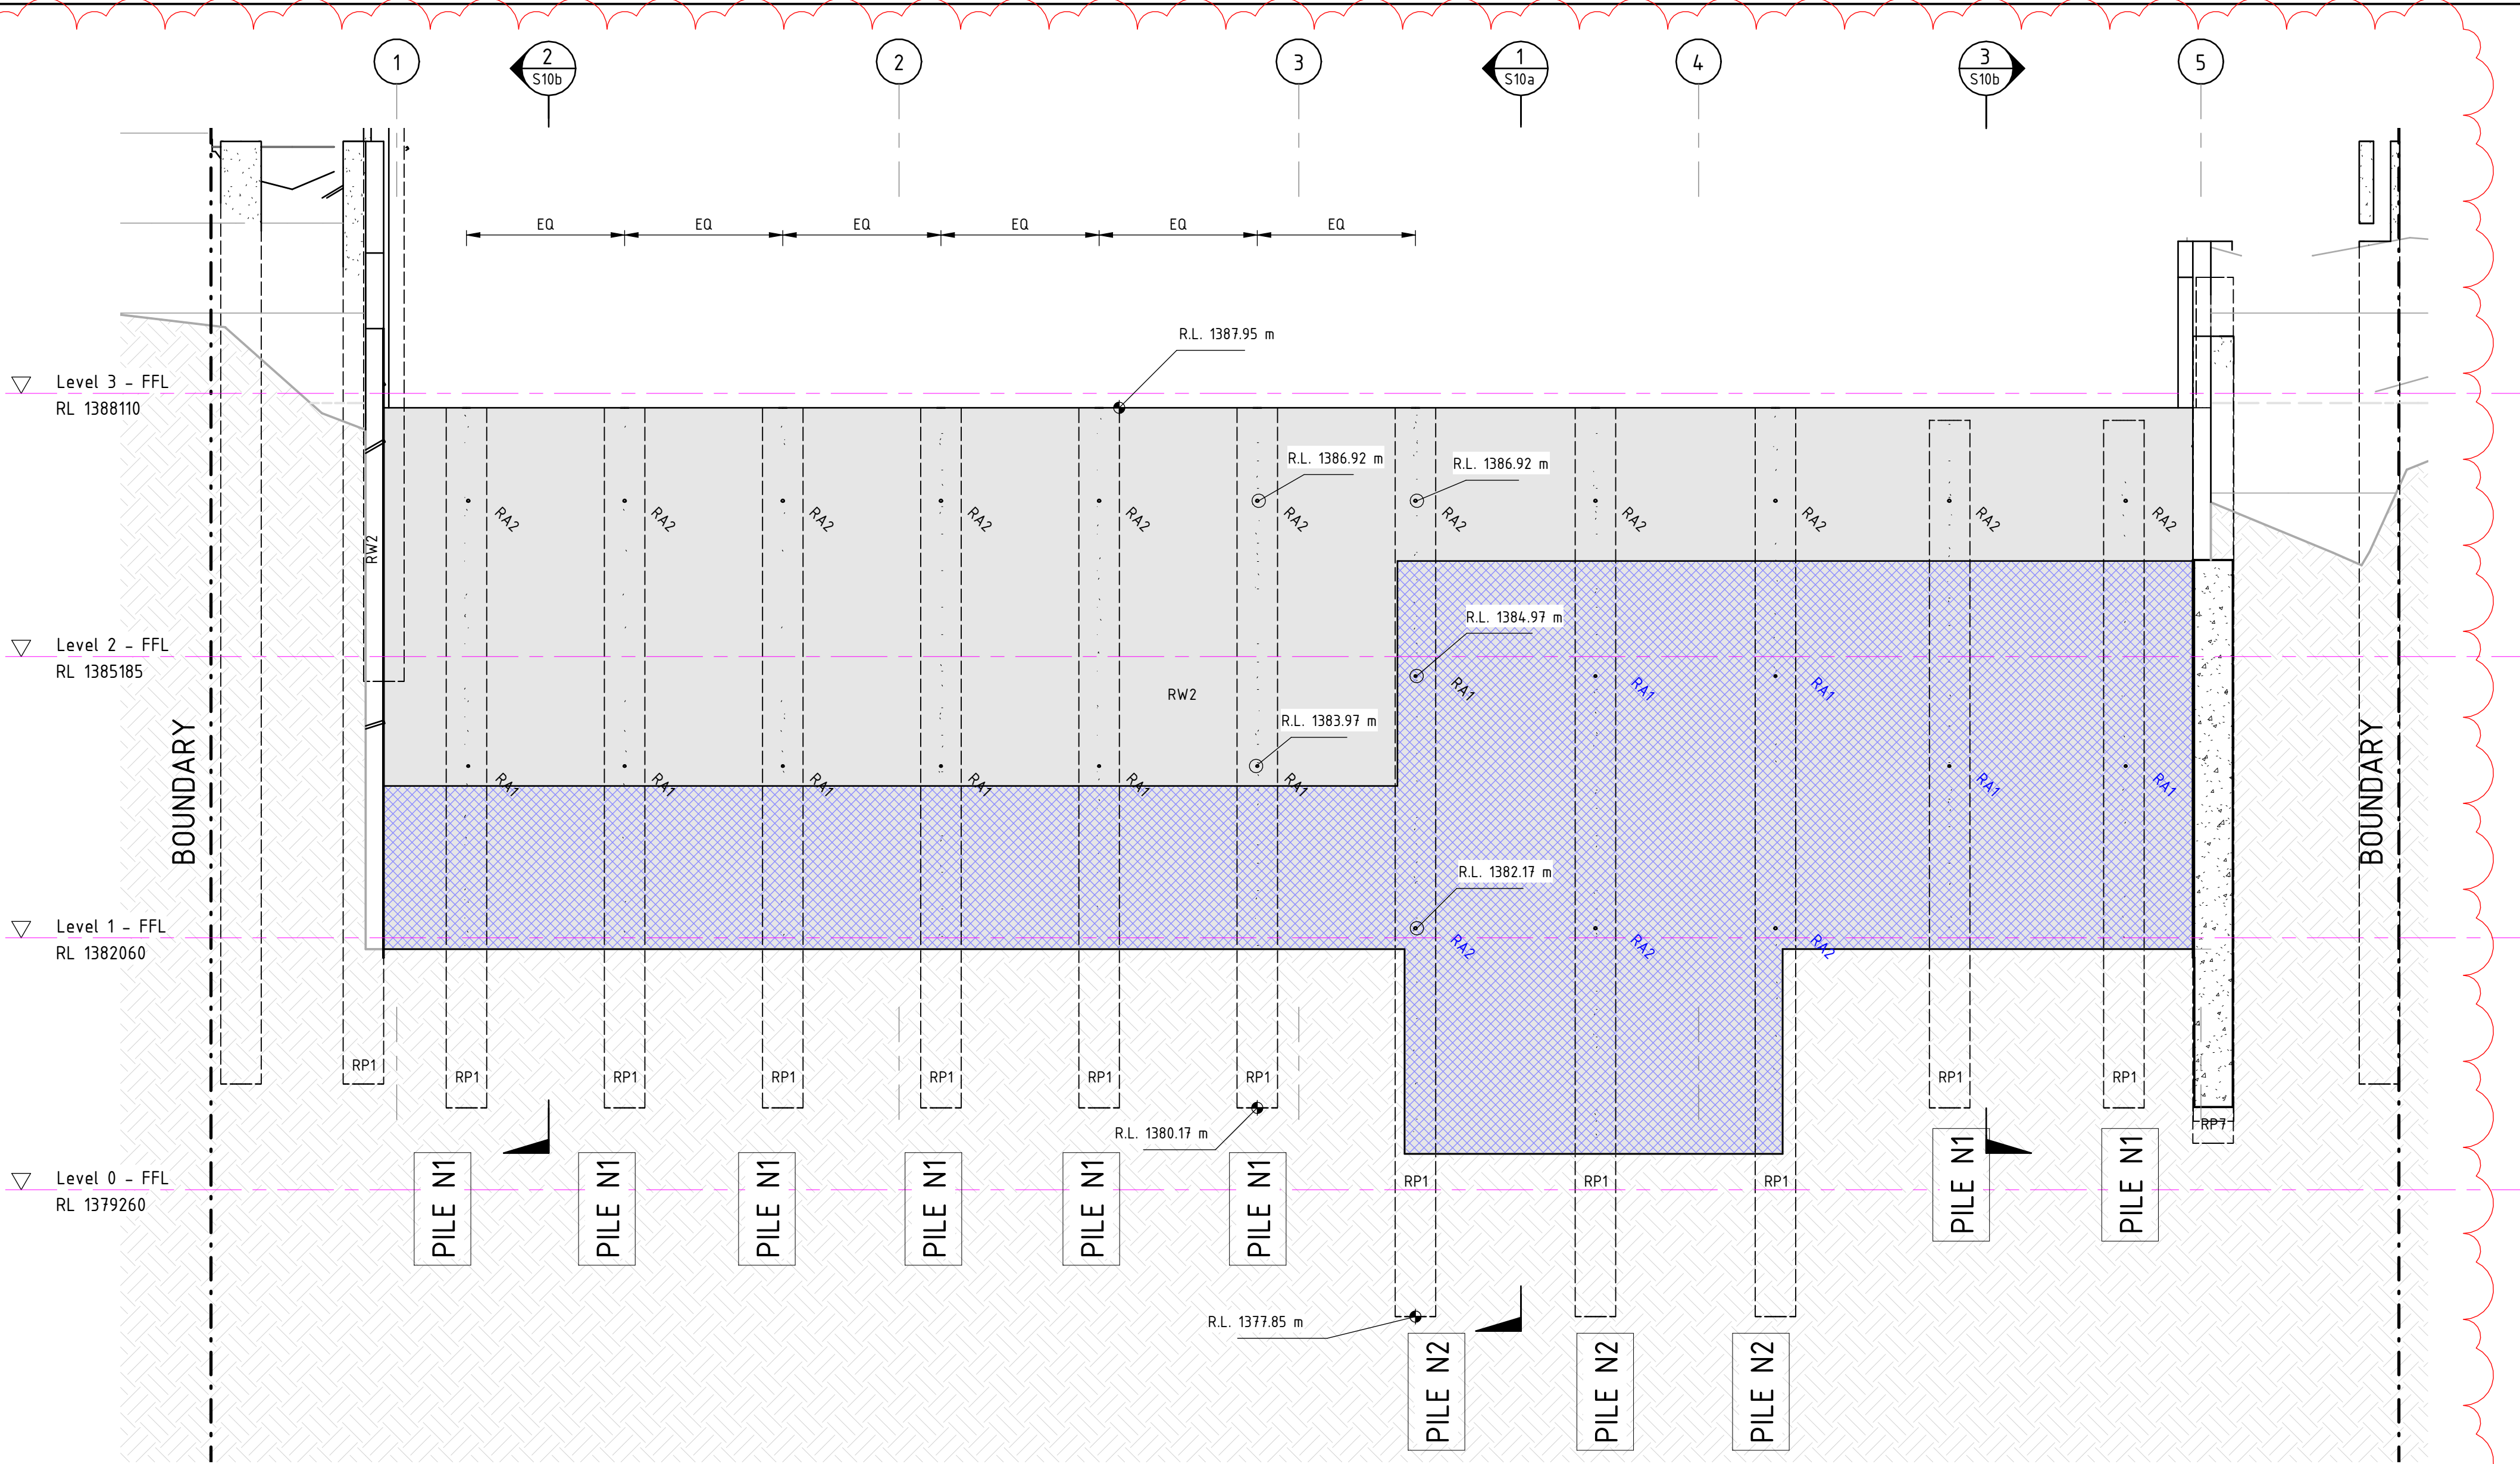 1
2
S10b
2
3
1
S10a
4
3
S10b
5
EQ
EQ
EQ
EQ
EQ
EQ
R.L. 1387.95 m
Level 3 - FFL
RL 1388110
R.L. 1386.92 m
R.L. 1386.92 m
RA2
RA2
RA2
RA2
RA2
RA2
RA2
RA2
RA2
RA2
RA2
RW2
R.L. 1384.97 m
Level 2 - FFL
RL 1385185
RW2
RA1
RA1
RA1
R.L. 1383.97 m
RA1
RA1
RA1
RA1
RA1
RA1
RA1
RA1
BOUNDARY
BOUNDARY
R.L. 1382.17 m
Level 1 - FFL
RL 1382060
RA2
RA2
RA2
RP1
RP1
RP1
RP1
RP1
RP1
RP1
RP1
RP1
R.L. 1380.17 m
RP7
Level 0 - FFL
RL 1379260
RP1
RP1
RP1
PILE N1
PILE N1
PILE N1
PILE N1
PILE N1
PILE N1
PILE N1
PILE N1
R.L. 1377.85 m
PILE N2
PILE N2
PILE N2